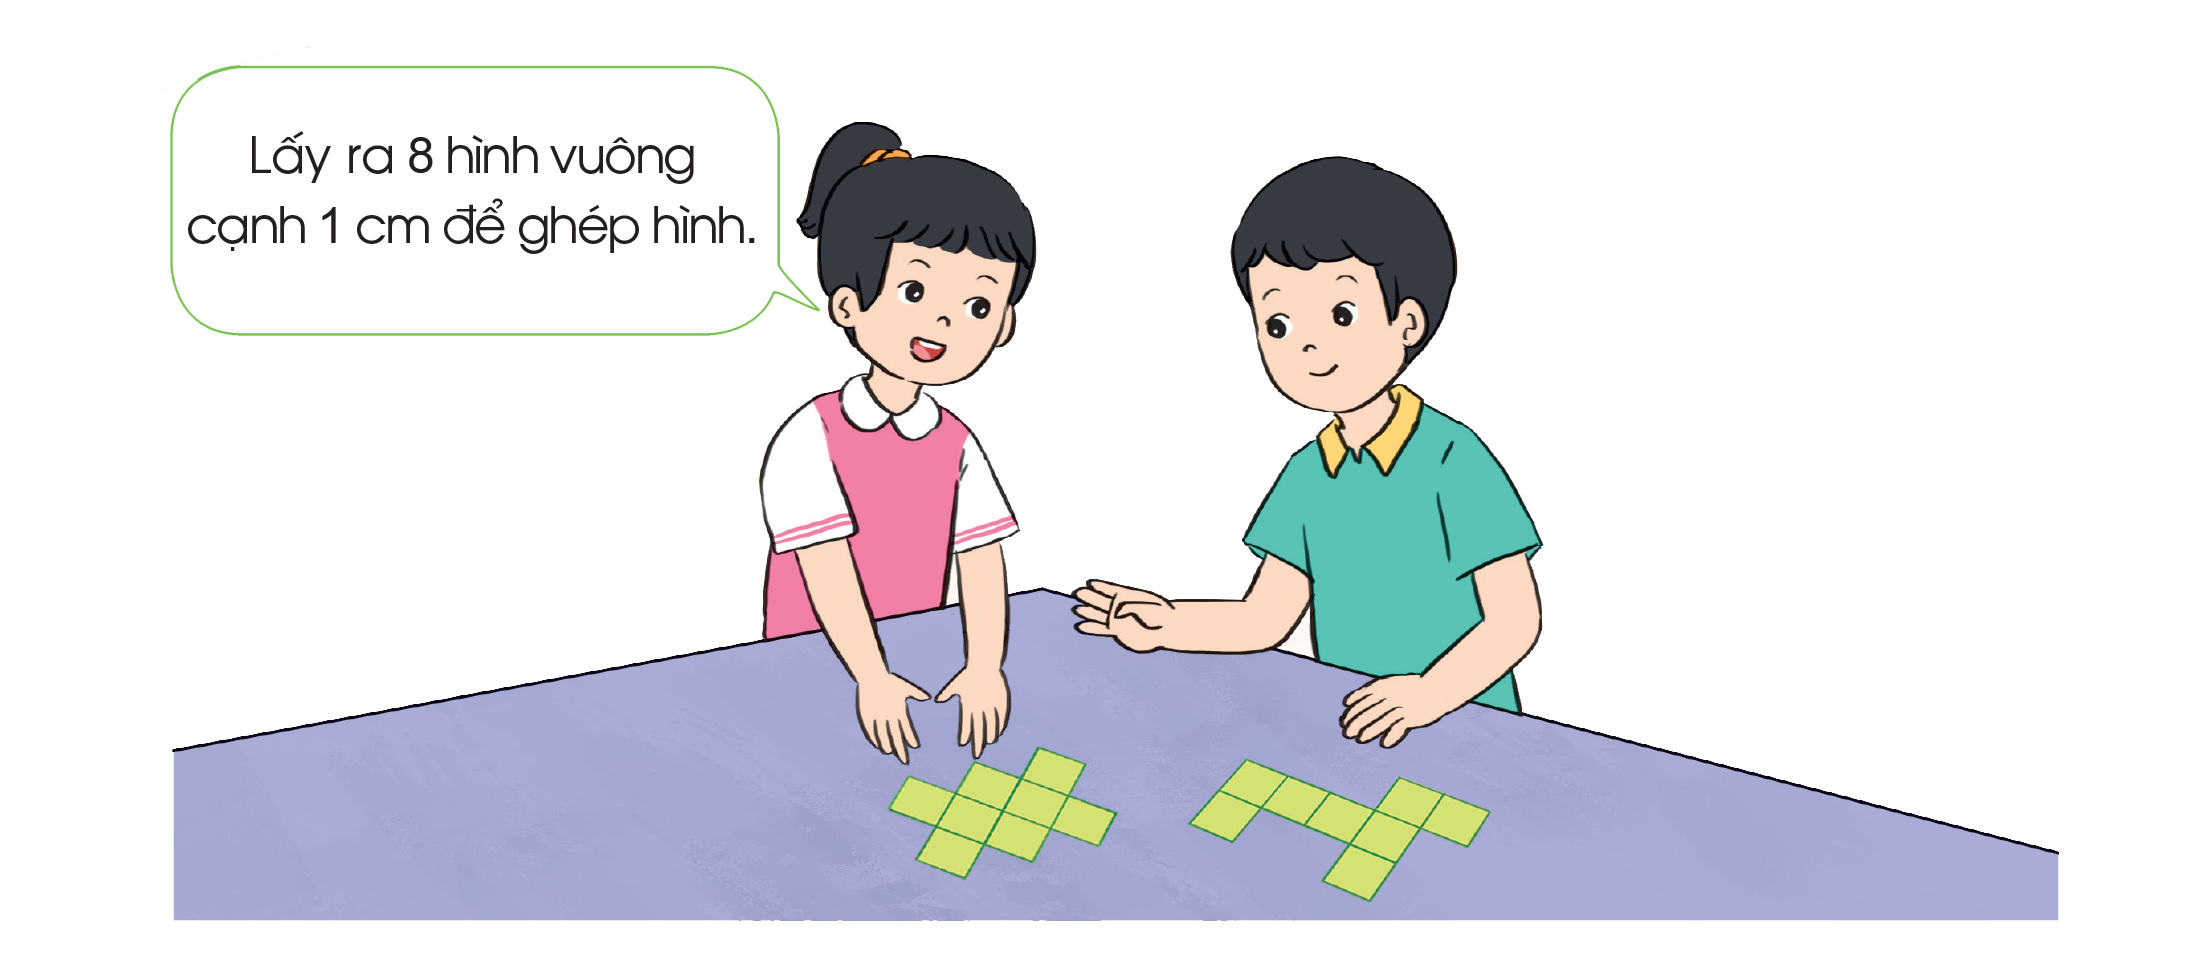 Lấy ra 8 hình vuông
cạnh 1 cm để ghép hình.